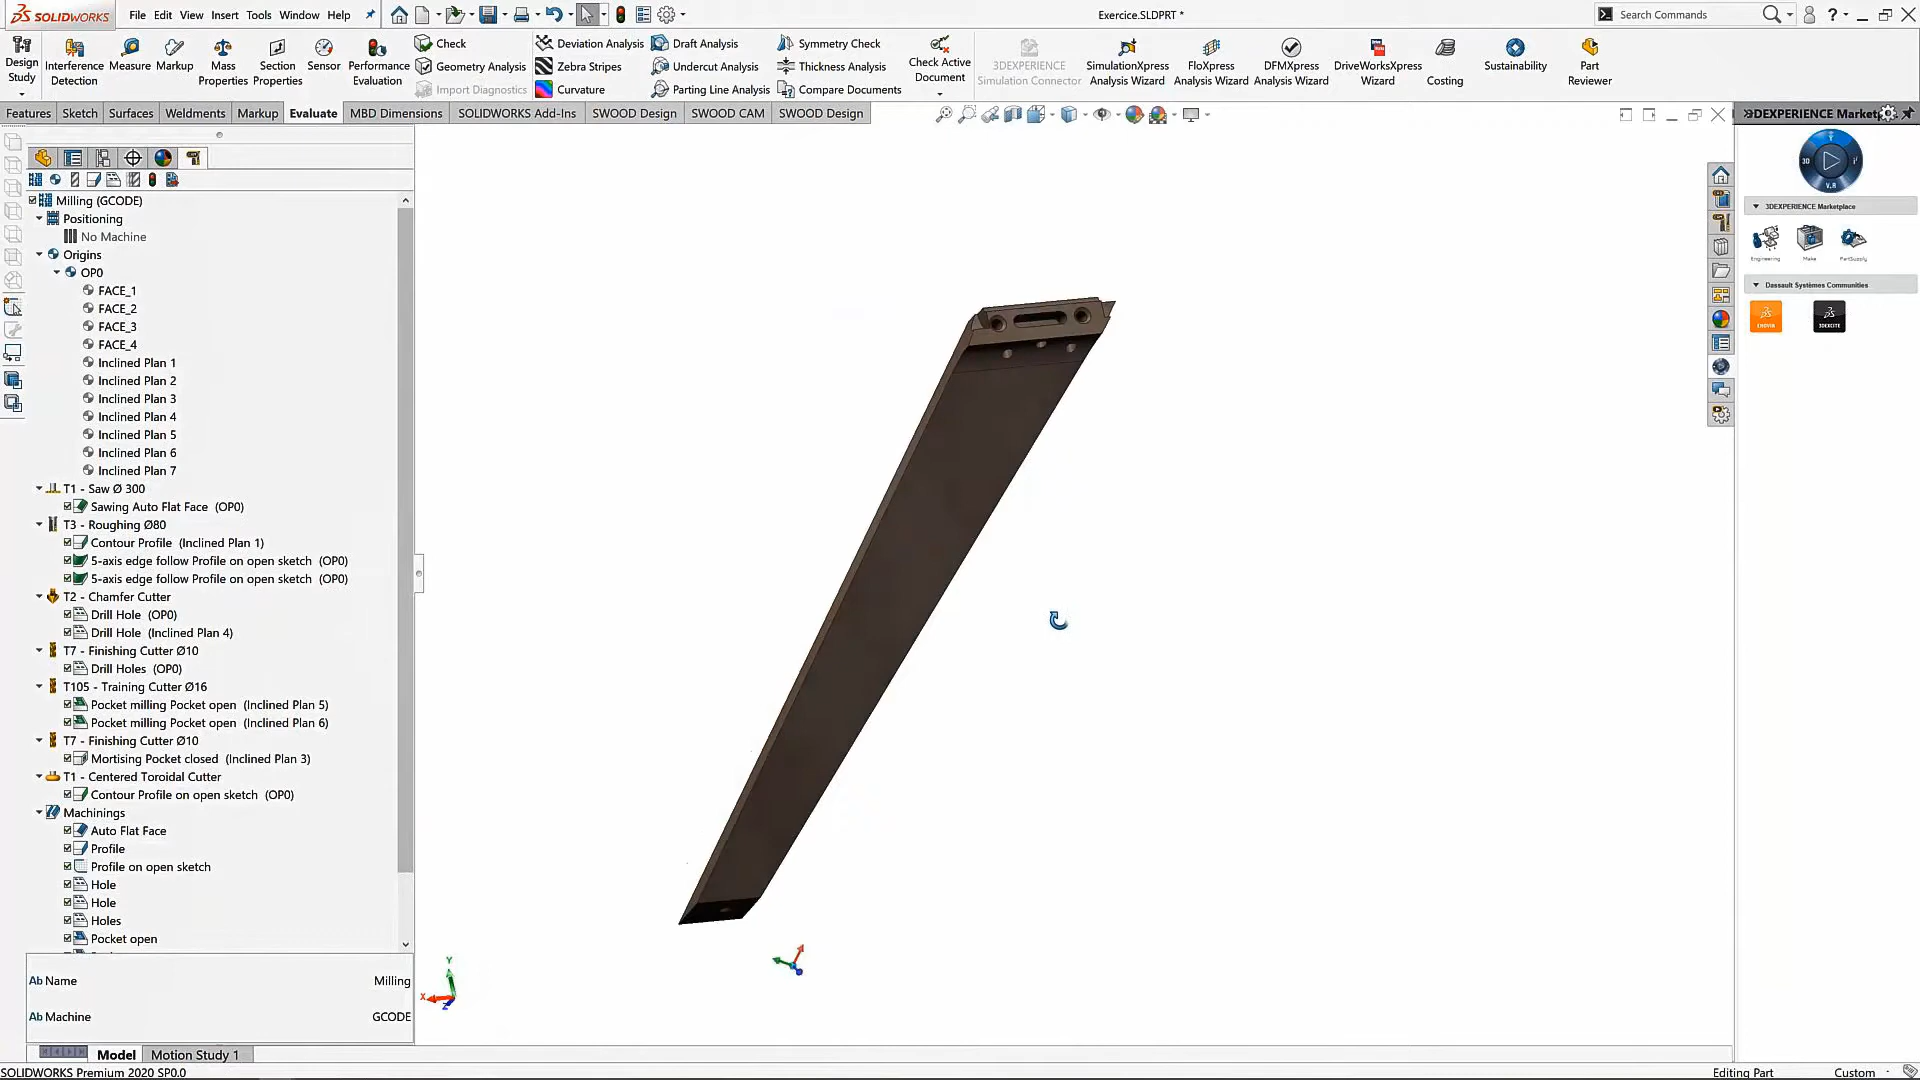 SOLIDWORKS
File Edit View Insert Tools Window Help
Exercice.SLDPRT *
Search Commands
Design Study
Interference Detection
Measure
Markup
Mass Properties
Section Properties
Sensor
Performance Evaluation
Check
Geometry Analysis
Import Diagnostics
Deviation Analysis
Zebra Stripes
Curvature
Draft Analysis
Undercut Analysis
Parting Line Analysis
Symmetry Check
Thickness Analysis
Compare Documents
Check Active Document
3DEXPERIENCE Simulation Connector
SimulationXpress Analysis Wizard
FloXpress Analysis Wizard
DFMXpress Analysis Wizard
DriveWorksXpress Wizard
Costing
Sustainability
Part Reviewer
Features Sketch Surfaces Weldments Markup Evaluate MBD Dimensions SOLIDWORKS Add-Ins SWOOD Design SWOOD CAM SWOOD Design
Milling (GCODE)
Positioning
No Machine
Origins
OP0
FACE_1
FACE_2
FACE_3
FACE_4
Inclined Plan 1
Inclined Plan 2
Inclined Plan 3
Inclined Plan 4
Inclined Plan 5
Inclined Plan 6
Inclined Plan 7
T1 - Saw Ø 300
Sawing Auto Flat Face (OP0)
T3 - Roughing Ø80
Contour Profile (Inclined Plan 1)
5-axis edge follow Profile on open sketch (OP0)
5-axis edge follow Profile on open sketch (OP0)
T2 - Chamfer Cutter
Drill Hole (OP0)
Drill Hole (Inclined Plan 4)
T7 - Finishing Cutter Ø10
Drill Holes (OP0)
T105 - Training Cutter Ø16
Pocket milling Pocket open (Inclined Plan 5)
Pocket milling Pocket open (Inclined Plan 6)
T7 - Finishing Cutter Ø10
Mortising Pocket closed (Inclined Plan 3)
T1 - Centered Toroidal Cutter
Contour Profile on open sketch (OP0)
Machinings
Auto Flat Face
Profile
Profile on open sketch
Hole
Hole
Holes
Pocket open
Ab Name Milling
Ab Machine GCODE
Model Motion Study 1
SOLIDWORKS Premium 2020 SP0.0
Editing Part
Custom
Y
X
Z
3DEXPERIENCE Market
3D
V.R
3DEXPERIENCE Marketplace
Engineering
Make
PartSupply
Dassault Systèmes Communities
ENOVIA
3DEXCITE